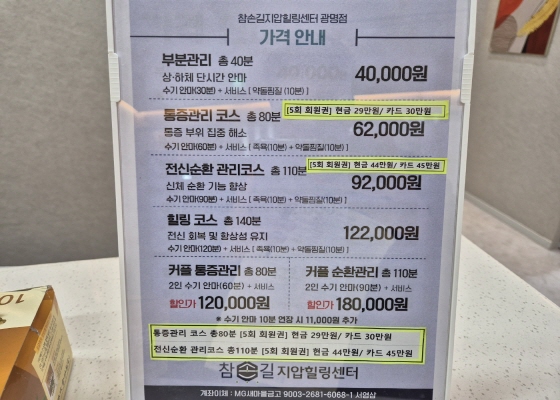 참손길지압힐링센터 광명점
가격 안내
부분관리 총 40분
상·하체 단시간 안마
40,000원
수기 안마(30분) + 서비스 [ 약돌찜질 (10분) ]
통증관리 코스 총 80분
[5회 회원권] 현금 29만원/ 카드 30만원
통증 부위 집중 해소
62,000원
수기 안마(60분) + 서비스 [ 족욕(10분) + 약돌찜질(10분) ]
전신순환 관리코스 총 110분
[5회 회원권] 현금 44만원/ 카드 45만원
신체 순환 기능 향상
92,000원
수기 안마(90분) + 서비스 [ 족욕(10분) + 약돌찜질(10분) ]
힐링 코스 총 140분
전신 회복 및 항상성 유지
122,000원
수기 안마(120분) + 서비스 [ 족욕(10분) + 약돌찜질(10분) ]
커플 통증관리 총 80분
2인 수기 안마(60분) + 서비스
할인가 120,000원
커플 순환관리 총 110분
2인 수기 안마(90분) + 서비스
할인가 180,000원
※ 수기 안마 10분 연장 시 11,000원 추가
통증관리 코스 총80분 [5회 회원권] 현금 29만원/ 카드 30만원
전신순환 관리코스 총110분 [5회 회원권] 현금 44만원/ 카드 45만원
참손길 지압힐링센터
계좌이체 : MG새마을금고 9003-2681-6068-1 서영삼